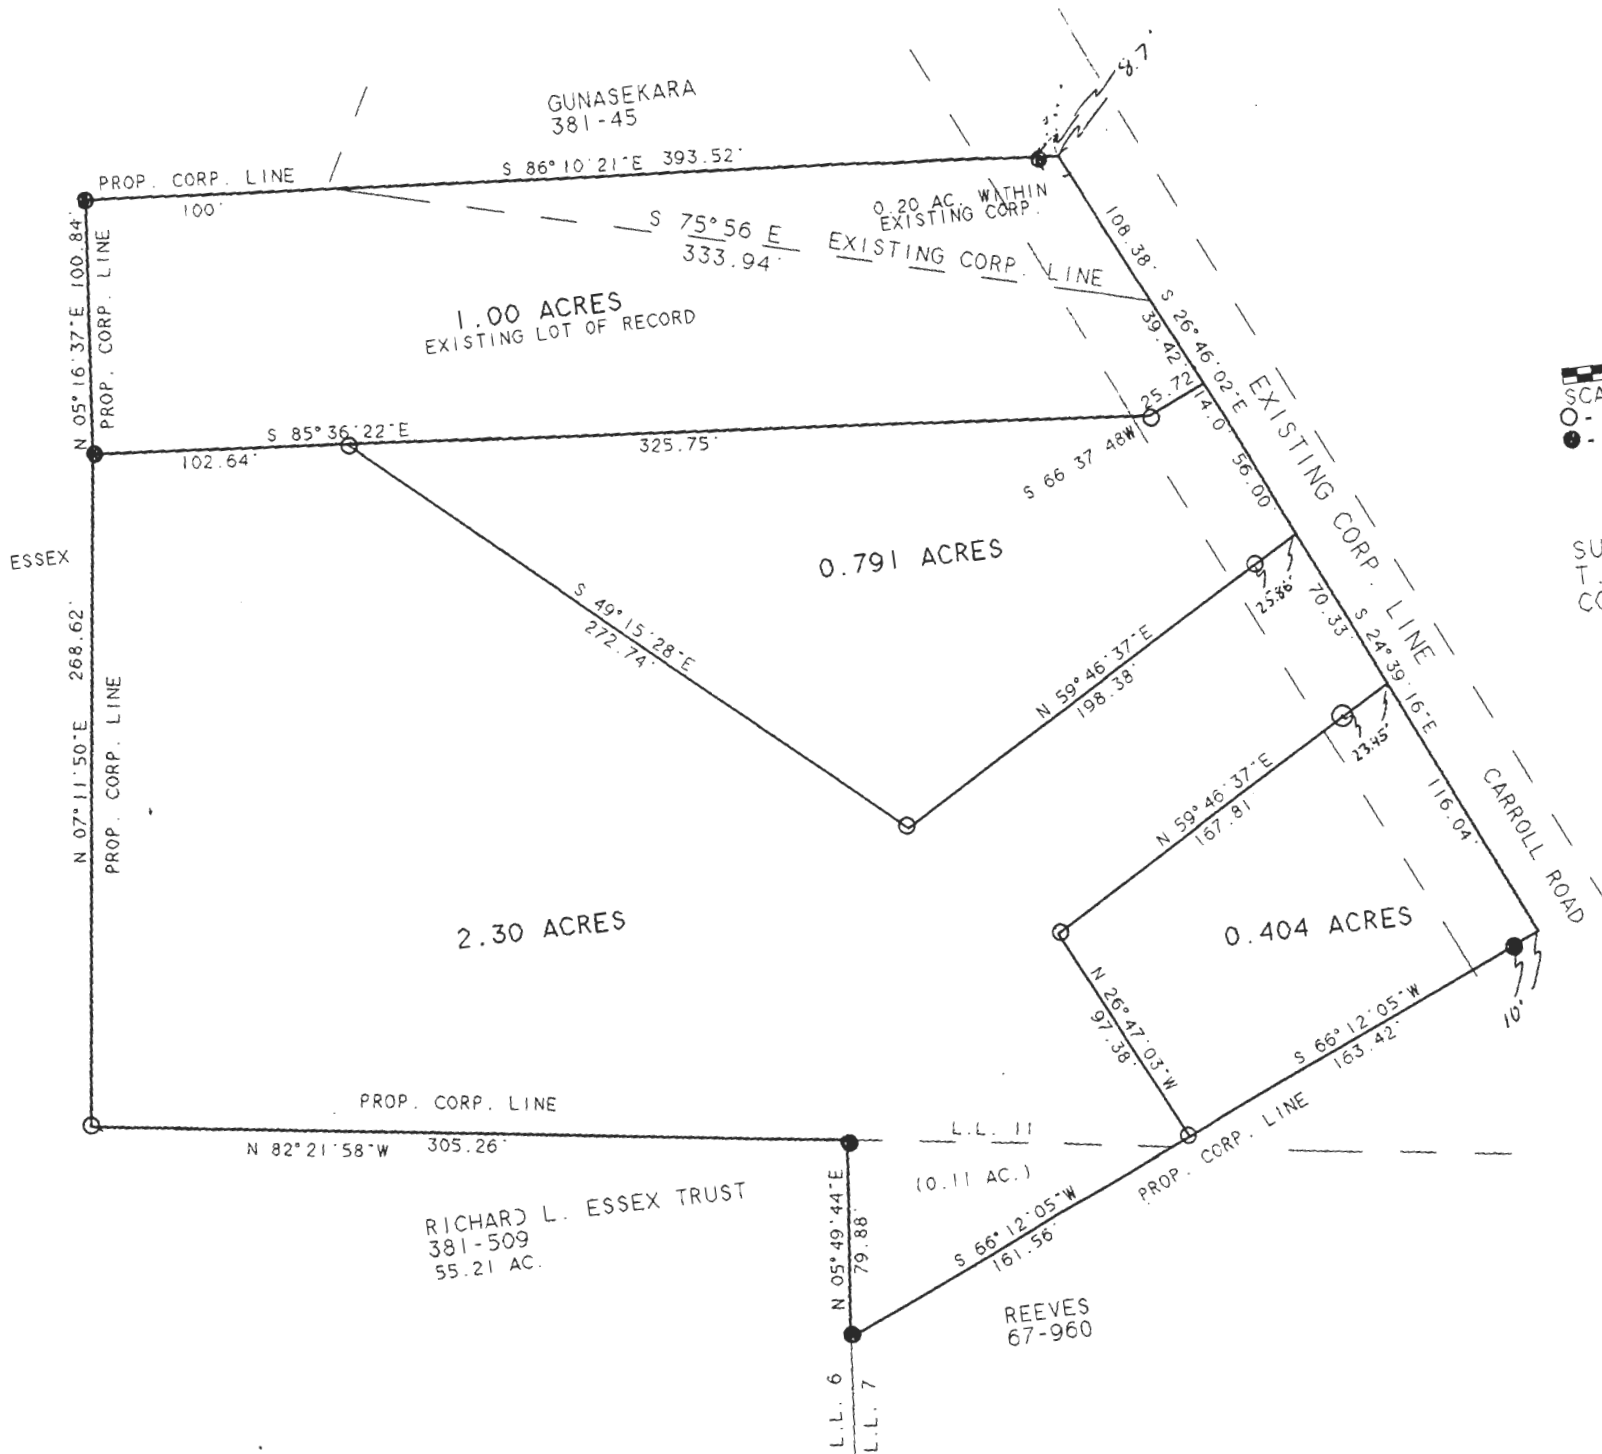 GUNASEKARA
381-45
8.7'
PROP. CORP. LINE
100'
S 86°10'21"E 393.52'
0.20 AC. WITHIN
EXISTING CORP.
S 75°56 E
333.94'
EXISTING CORP. LINE
N 05°16'37"E 100.84'
PROP. CORP. LINE
1.00 ACRES
EXISTING LOT OF RECORD
108.38'
S 26°46'02"E
39.42'
25.72
14.0'
EXISTING CORP. LINE
S 85°36'22"E
102.64'
325.75'
S 66 37 48W
56.00'
SCA
O -
● -
ESSEX
0.791 ACRES
SU
T.
CO
S 49°15'28"E
272.74'
25.86'
70.33'
S 24°39'16"E
N 59°46'37"E
198.38'
N 07°11'50"E 268.62'
PROP. CORP. LINE
23.45'
116.04'
CARROLL ROAD
N 59°46'37"E
167.81
2.30 ACRES
0.404 ACRES
N 26°47'03"W
97.38'
S 66°12'05"W
163.42'
10'
PROP. CORP. LINE
N 82°21'58"W 305.26'
L.L. 11
(0.11 AC.)
PROP. CORP. LINE
N 05°49'44"E
79.88'
S 66°12'05"W
161.56'
RICHARD L. ESSEX TRUST
381-509
55.21 AC.
REEVES
67-960
L.L. 6
L.L. 7